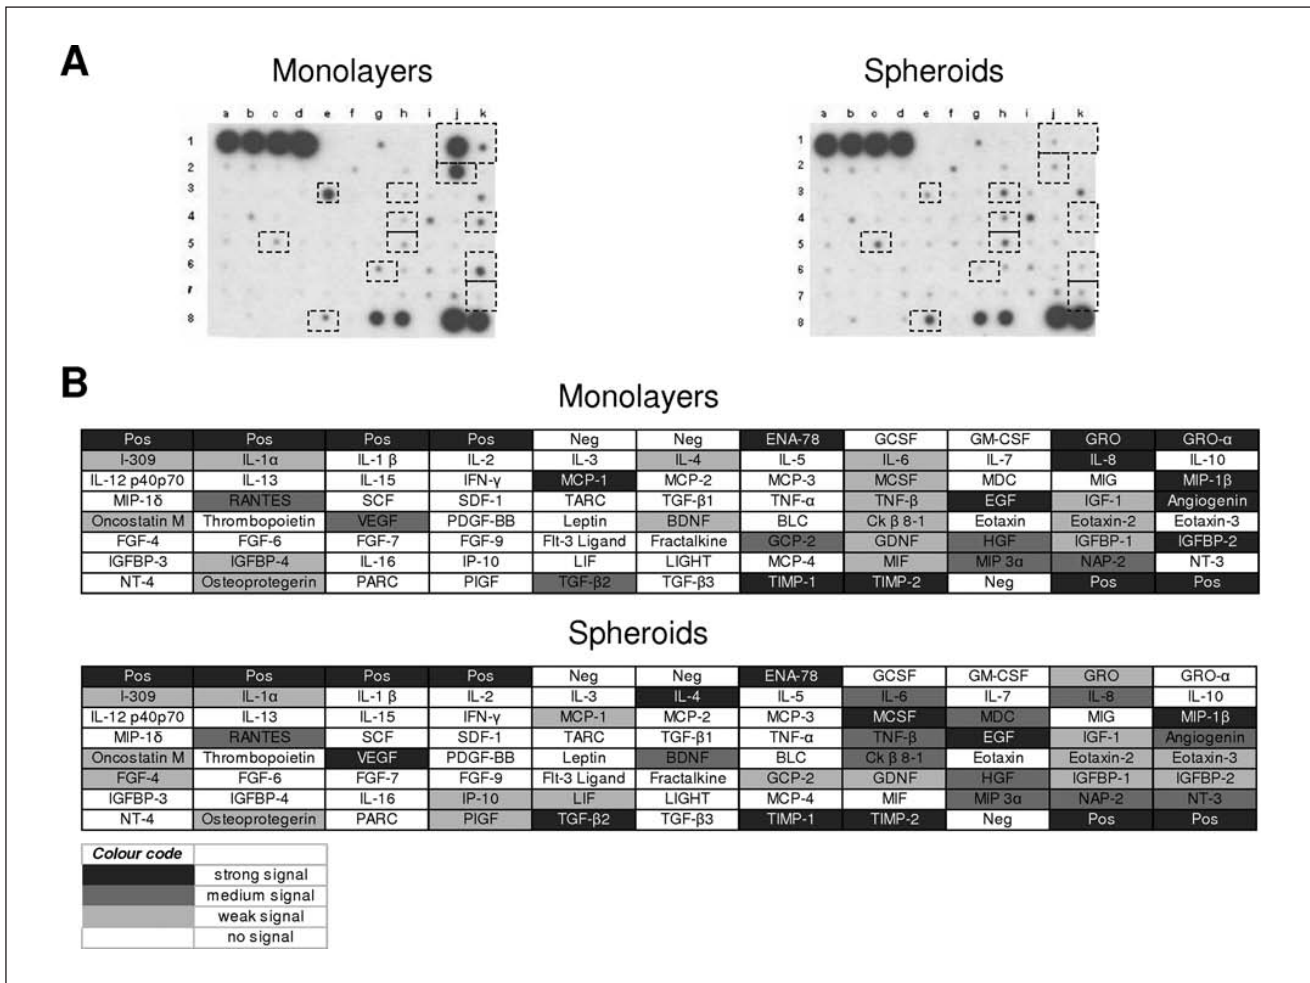 A
Monolayers
Spheroids
a b c d e f g h i j k
a b c d e f g h i j k
1
2
3
4
5
6
7
8
1
2
3
4
5
6
7
8
B
Monolayers
Pos Pos Pos Pos Neg Neg ENA-78 GCSF GM-CSF GRO GRO-α
I-309 IL-1α IL-1 β IL-2 IL-3 IL-4 IL-5 IL-6 IL-7 IL-8 IL-10
IL-12 p40p70 IL-13 IL-15 IFN-γ MCP-1 MCP-2 MCP-3 MCSF MDC MIG MIP-1β
MIP-1δ RANTES SCF SDF-1 TARC TGF-β1 TNF-α TNF-β EGF IGF-1 Angiogenin
Oncostatin M Thrombopoietin VEGF PDGF-BB Leptin BDNF BLC Ck β 8-1 Eotaxin Eotaxin-2 Eotaxin-3
FGF-4 FGF-6 FGF-7 FGF-9 Flt-3 Ligand Fractalkine GCP-2 GDNF HGF IGFBP-1 IGFBP-2
IGFBP-3 IGFBP-4 IL-16 IP-10 LIF LIGHT MCP-4 MIF MIP 3α NAP-2 NT-3
NT-4 Osteoprotegerin PARC PIGF TGF-β2 TGF-β3 TIMP-1 TIMP-2 Neg Pos Pos
Spheroids
Pos Pos Pos Pos Neg Neg ENA-78 GCSF GM-CSF GRO GRO-α
I-309 IL-1α IL-1 β IL-2 IL-3 IL-4 IL-5 IL-6 IL-7 IL-8 IL-10
IL-12 p40p70 IL-13 IL-15 IFN-γ MCP-1 MCP-2 MCP-3 MCSF MDC MIG MIP-1β
MIP-1δ RANTES SCF SDF-1 TARC TGF-β1 TNF-α TNF-β EGF IGF-1 Angiogenin
Oncostatin M Thrombopoietin VEGF PDGF-BB Leptin BDNF BLC Ck β 8-1 Eotaxin Eotaxin-2 Eotaxin-3
FGF-4 FGF-6 FGF-7 FGF-9 Flt-3 Ligand Fractalkine GCP-2 GDNF HGF IGFBP-1 IGFBP-2
IGFBP-3 IGFBP-4 IL-16 IP-10 LIF LIGHT MCP-4 MIF MIP 3α NAP-2 NT-3
NT-4 Osteoprotegerin PARC PIGF TGF-β2 TGF-β3 TIMP-1 TIMP-2 Neg Pos Pos
Colour code
strong signal
medium signal
weak signal
no signal